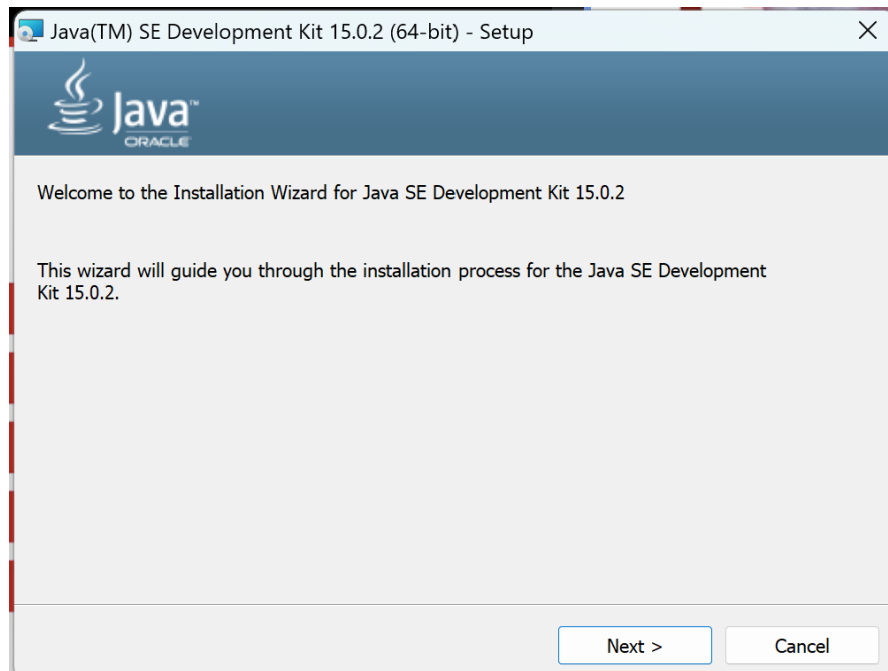 Java(TM) SE Development Kit 15.0.2 (64-bit) - Setup
Java™
ORACLE
Welcome to the Installation Wizard for Java SE Development Kit 15.0.2
This wizard will guide you through the installation process for the Java SE Development
Kit 15.0.2.
Next >
Cancel